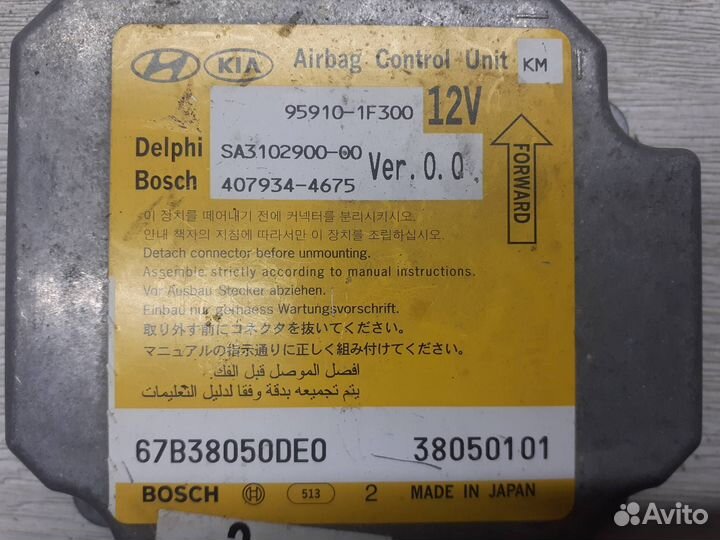 HYUNDAI KIA Airbag Control Unit KM
95910-1F300 12V
Delphi SA3102900-00
Bosch 407934-4675 Ver.0.0
FORWARD
이 장치를 떼어내기 전에 커넥터를 분리시키시오.
인내 책자의 지침에 따라서만 이 장치를 조립하십시오.
Detach connector before unmounting.
Assemble strictly according to manual instructions.
Vor Ausbau Stecker abziehen.
Einbau nur gemaess Wartungsvorschrift.
取り外す前にコネクタを抜いてください。
マニュアルの指示通りに正しく組み付けてください。
افصل الموصل قبل الفك
يتم تجميعه بدقة وفقا لدليل التعليمات
67B38050DE0 38050101
BOSCH 513 2 MADE IN JAPAN
Avito